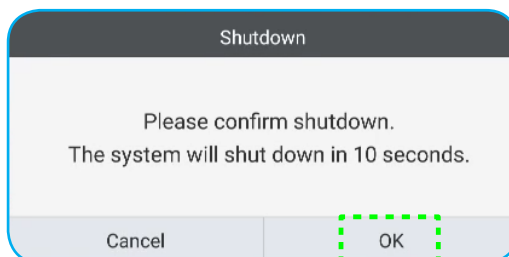 Shutdown
Please confirm shutdown.
The system will shut down in 10 seconds.
Cancel
OK